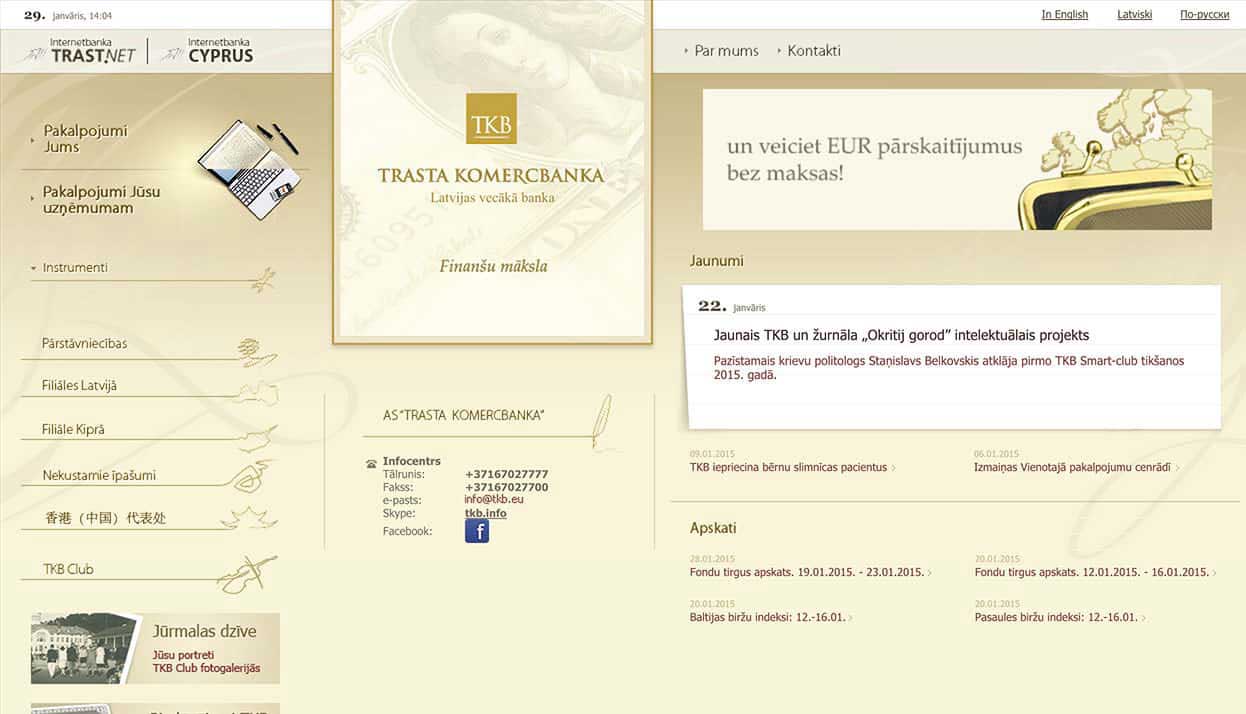 29. janvāris, 14:04
In English
Latviski
По-русски
Internetbanka
TRAST.NET
Internetbanka
CYPRUS
Par mums
Kontakti
Pakalpojumi
Jums
Pakalpojumi Jūsu
uzņēmumam
Instrumenti
Pārstāvniecības
Filiāles Latvijā
Filiāle Kiprā
Nekustamie īpašumi
香港（中国）代表处
TKB Club
Jūrmalas dzīve
Jūsu portreti
TKB Club fotogalerijās
TKB
TRASTA KOMERCBANKA
Latvijas vecākā banka
Finanšu māksla
AS "TRASTA KOMERCBANKA"
Infocentrs
Tālrunis: +37167027777
Fakss: +37167027700
e-pasts: info@tkb.eu
Skype: tkb.info
Facebook: f
un veiciet EUR pārskaitījumus
bez maksas!
Jaunumi
22. janvāris
Jaunais TKB un žurnāla „Okritij gorod” intelektuālais projekts
Pazīstamais krievu politologs Staņislavs Belkovskis atklāja pirmo TKB Smart-club tikšanos
2015. gadā.
09.01.2015
TKB iepriecina bērnu slimnīcas pacientus
06.01.2015
Izmaiņas Vienotajā pakalpojumu cenrādī
Apskati
28.01.2015
Fondu tirgus apskats. 19.01.2015. - 23.01.2015.
20.01.2015
Fondu tirgus apskats. 12.01.2015. - 16.01.2015.
20.01.2015
Baltijas biržu indeksi: 12.-16.01.
20.01.2015
Pasaules biržu indeksi: 12.-16.01.